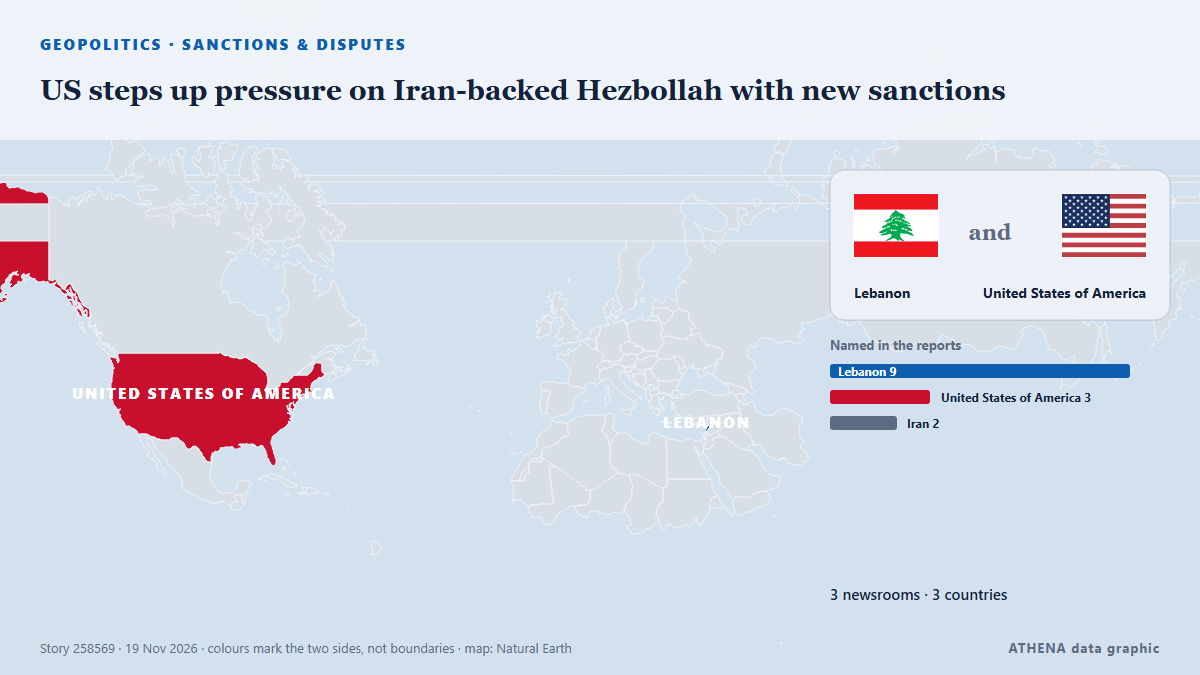 GEOPOLITICS · SANCTIONS & DISPUTES
US steps up pressure on Iran-backed Hezbollah with new sanctions
and
Lebanon
United States of America
Named in the reports
Lebanon 9
United States of America 3
Iran 2
UNITED STATES OF AMERICA
LEBANON
3 newsrooms · 3 countries
Story 258569 · 19 Nov 2026 · colours mark the two sides, not boundaries · map: Natural Earth
ATHENA data graphic